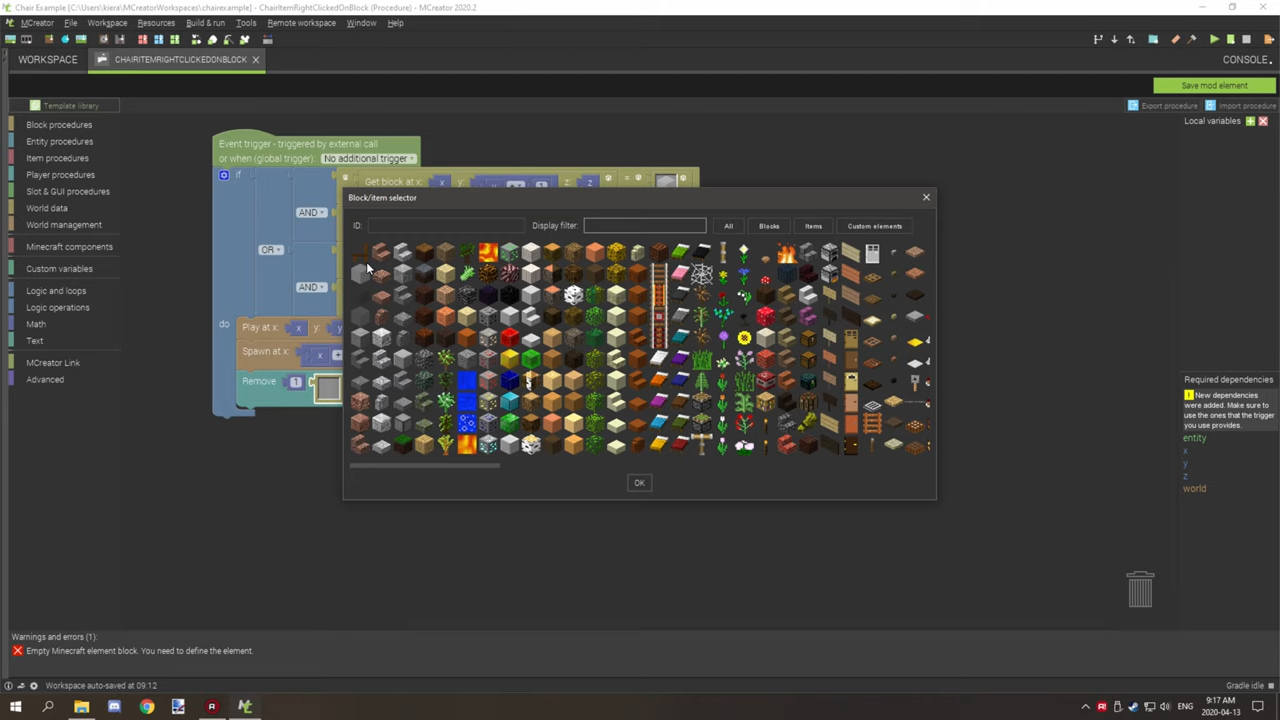 Chair Example [C:\Users\kiera\MCreatorWorkspaces\chairexample] - ChairItemRightClickedOnBlock (Procedure) - MCreator 2020.2
MCreator File Workspace Resources Build & run Tools Remote workspace Window Help
WORKSPACE CHAIRITEMRIGHTCLICKEDONBLOCK CONSOLE
Save mod element
Template library Export procedure Import procedure
Block procedures
Entity procedures
Item procedures
Player procedures
Slot & GUI procedures
World data
World management
Minecraft components
Custom variables
Logic and loops
Logic operations
Math
Text
MCreator Link
Advanced
Local variables
Event trigger - triggered by external call
or when (global trigger): No additional trigger
if Get block at x: x y: 1 z: z =
AND
OR
AND
do Play at x: x y: y
Spawn at x: x +
Remove 1
Block/item selector
ID: Display filter: All Blocks Items Custom elements
OK
Required dependencies
! New dependencies
were added. Make sure to
use the ones that the trigger
you use provides.
entity
x
y
z
world
Warnings and errors (1):
Empty Minecraft element block. You need to define the element.
Workspace auto-saved at 09:12 Gradle idle
ENG 9:17 AM
2020-04-13